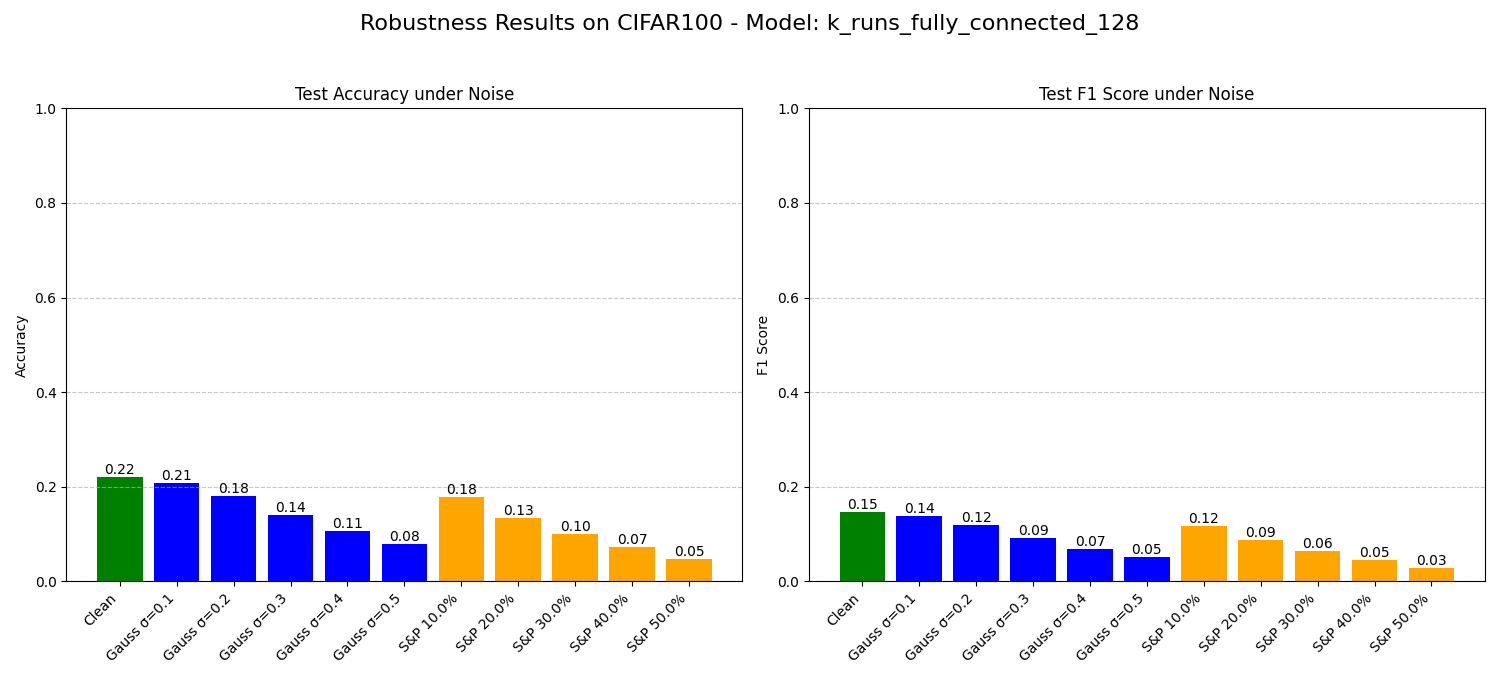 Robustness Results on CIFAR100 - Model: k_runs_fully_connected_128
Test Accuracy under Noise
Accuracy
1.0
0.8
0.6
0.4
0.2
0.0
0.22
0.21
0.18
0.14
0.11
0.08
0.18
0.13
0.10
0.07
0.05
Clean
Gauss σ=0.1
Gauss σ=0.2
Gauss σ=0.3
Gauss σ=0.4
Gauss σ=0.5
S&P 10.0%
S&P 20.0%
S&P 30.0%
S&P 40.0%
S&P 50.0%
Test F1 Score under Noise
F1 Score
1.0
0.8
0.6
0.4
0.2
0.0
0.15
0.14
0.12
0.09
0.07
0.05
0.12
0.09
0.06
0.05
0.03
Clean
Gauss σ=0.1
Gauss σ=0.2
Gauss σ=0.3
Gauss σ=0.4
Gauss σ=0.5
S&P 10.0%
S&P 20.0%
S&P 30.0%
S&P 40.0%
S&P 50.0%